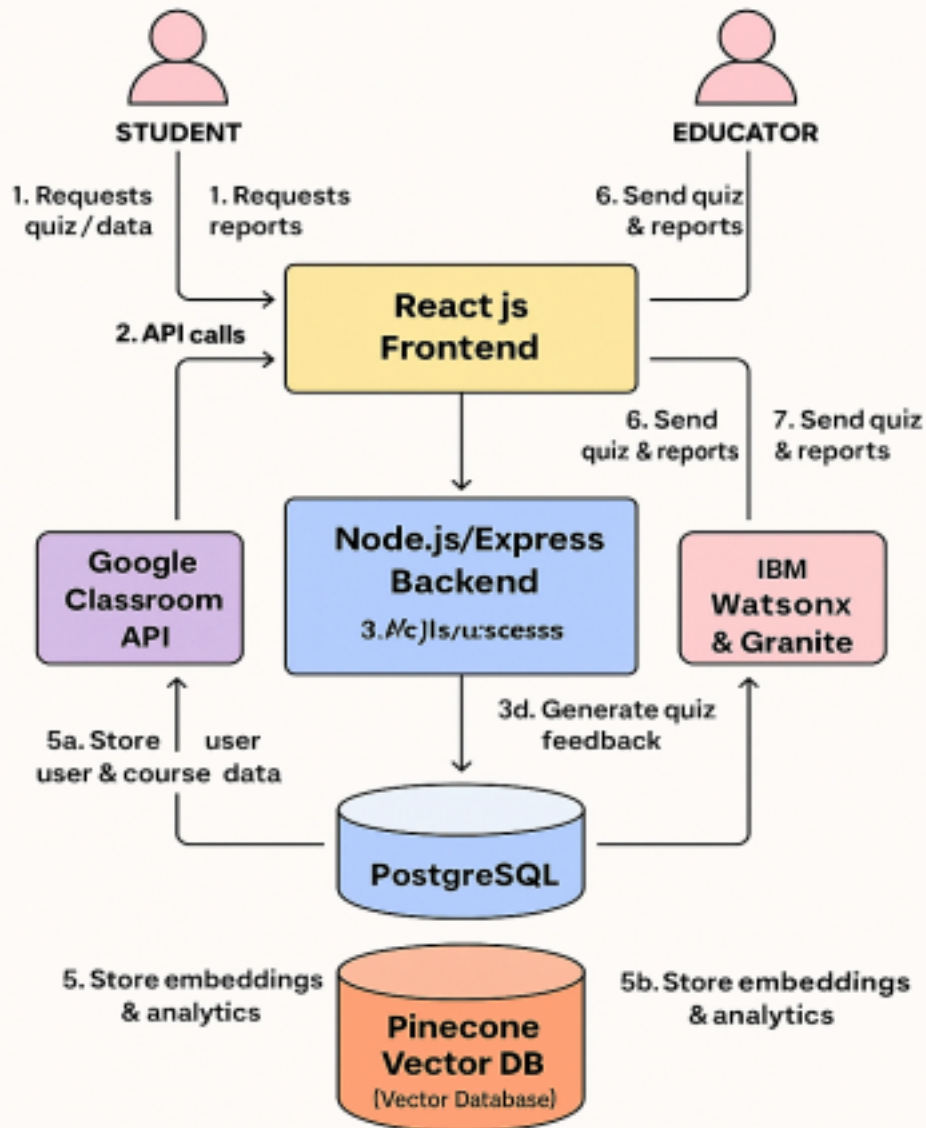 STUDENT
EDUCATOR
1. Requests
quiz / data
1. Requests
reports
6. Send quiz
& reports
React js
Frontend
2. API calls
6. Send
quiz & reports
7. Send quiz
& reports
Google
Classroom
API
Node.js/Express
Backend
3.
IBM
Watsonx
& Granite
3d. Generate quiz
feedback
5a. Store user
user & course data
PostgreSQL
5. Store embeddings
& analytics
5b. Store embeddings
& analytics
Pinecone
Vector DB
(Vector Database)